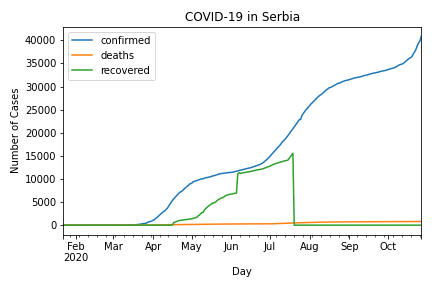 COVID-19 in Serbia
confirmed
deaths
recovered
Number of Cases
40000
35000
30000
25000
20000
15000
10000
5000
0
Feb Mar Apr May Jun Jul Aug Sep Oct
2020
Day